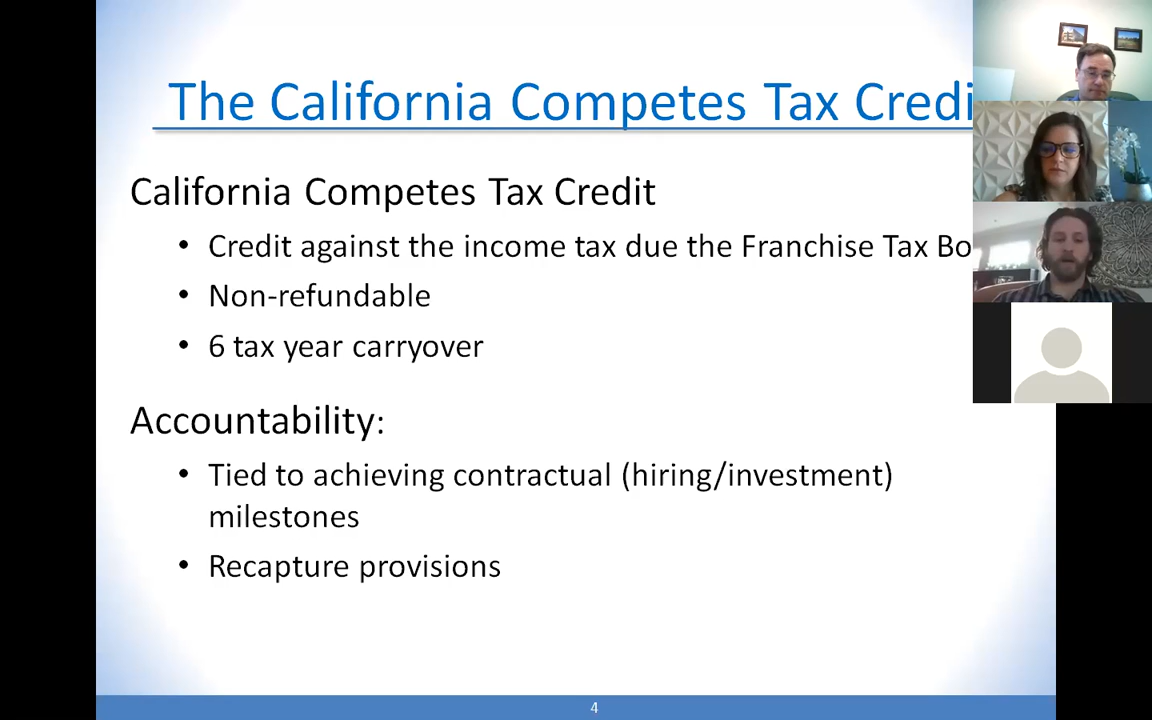 The California Competes Tax Credi
California Competes Tax Credit
• Credit against the income tax due the Franchise Tax Bo
• Non-refundable
• 6 tax year carryover
Accountability:
• Tied to achieving contractual (hiring/investment)
milestones
• Recapture provisions
4